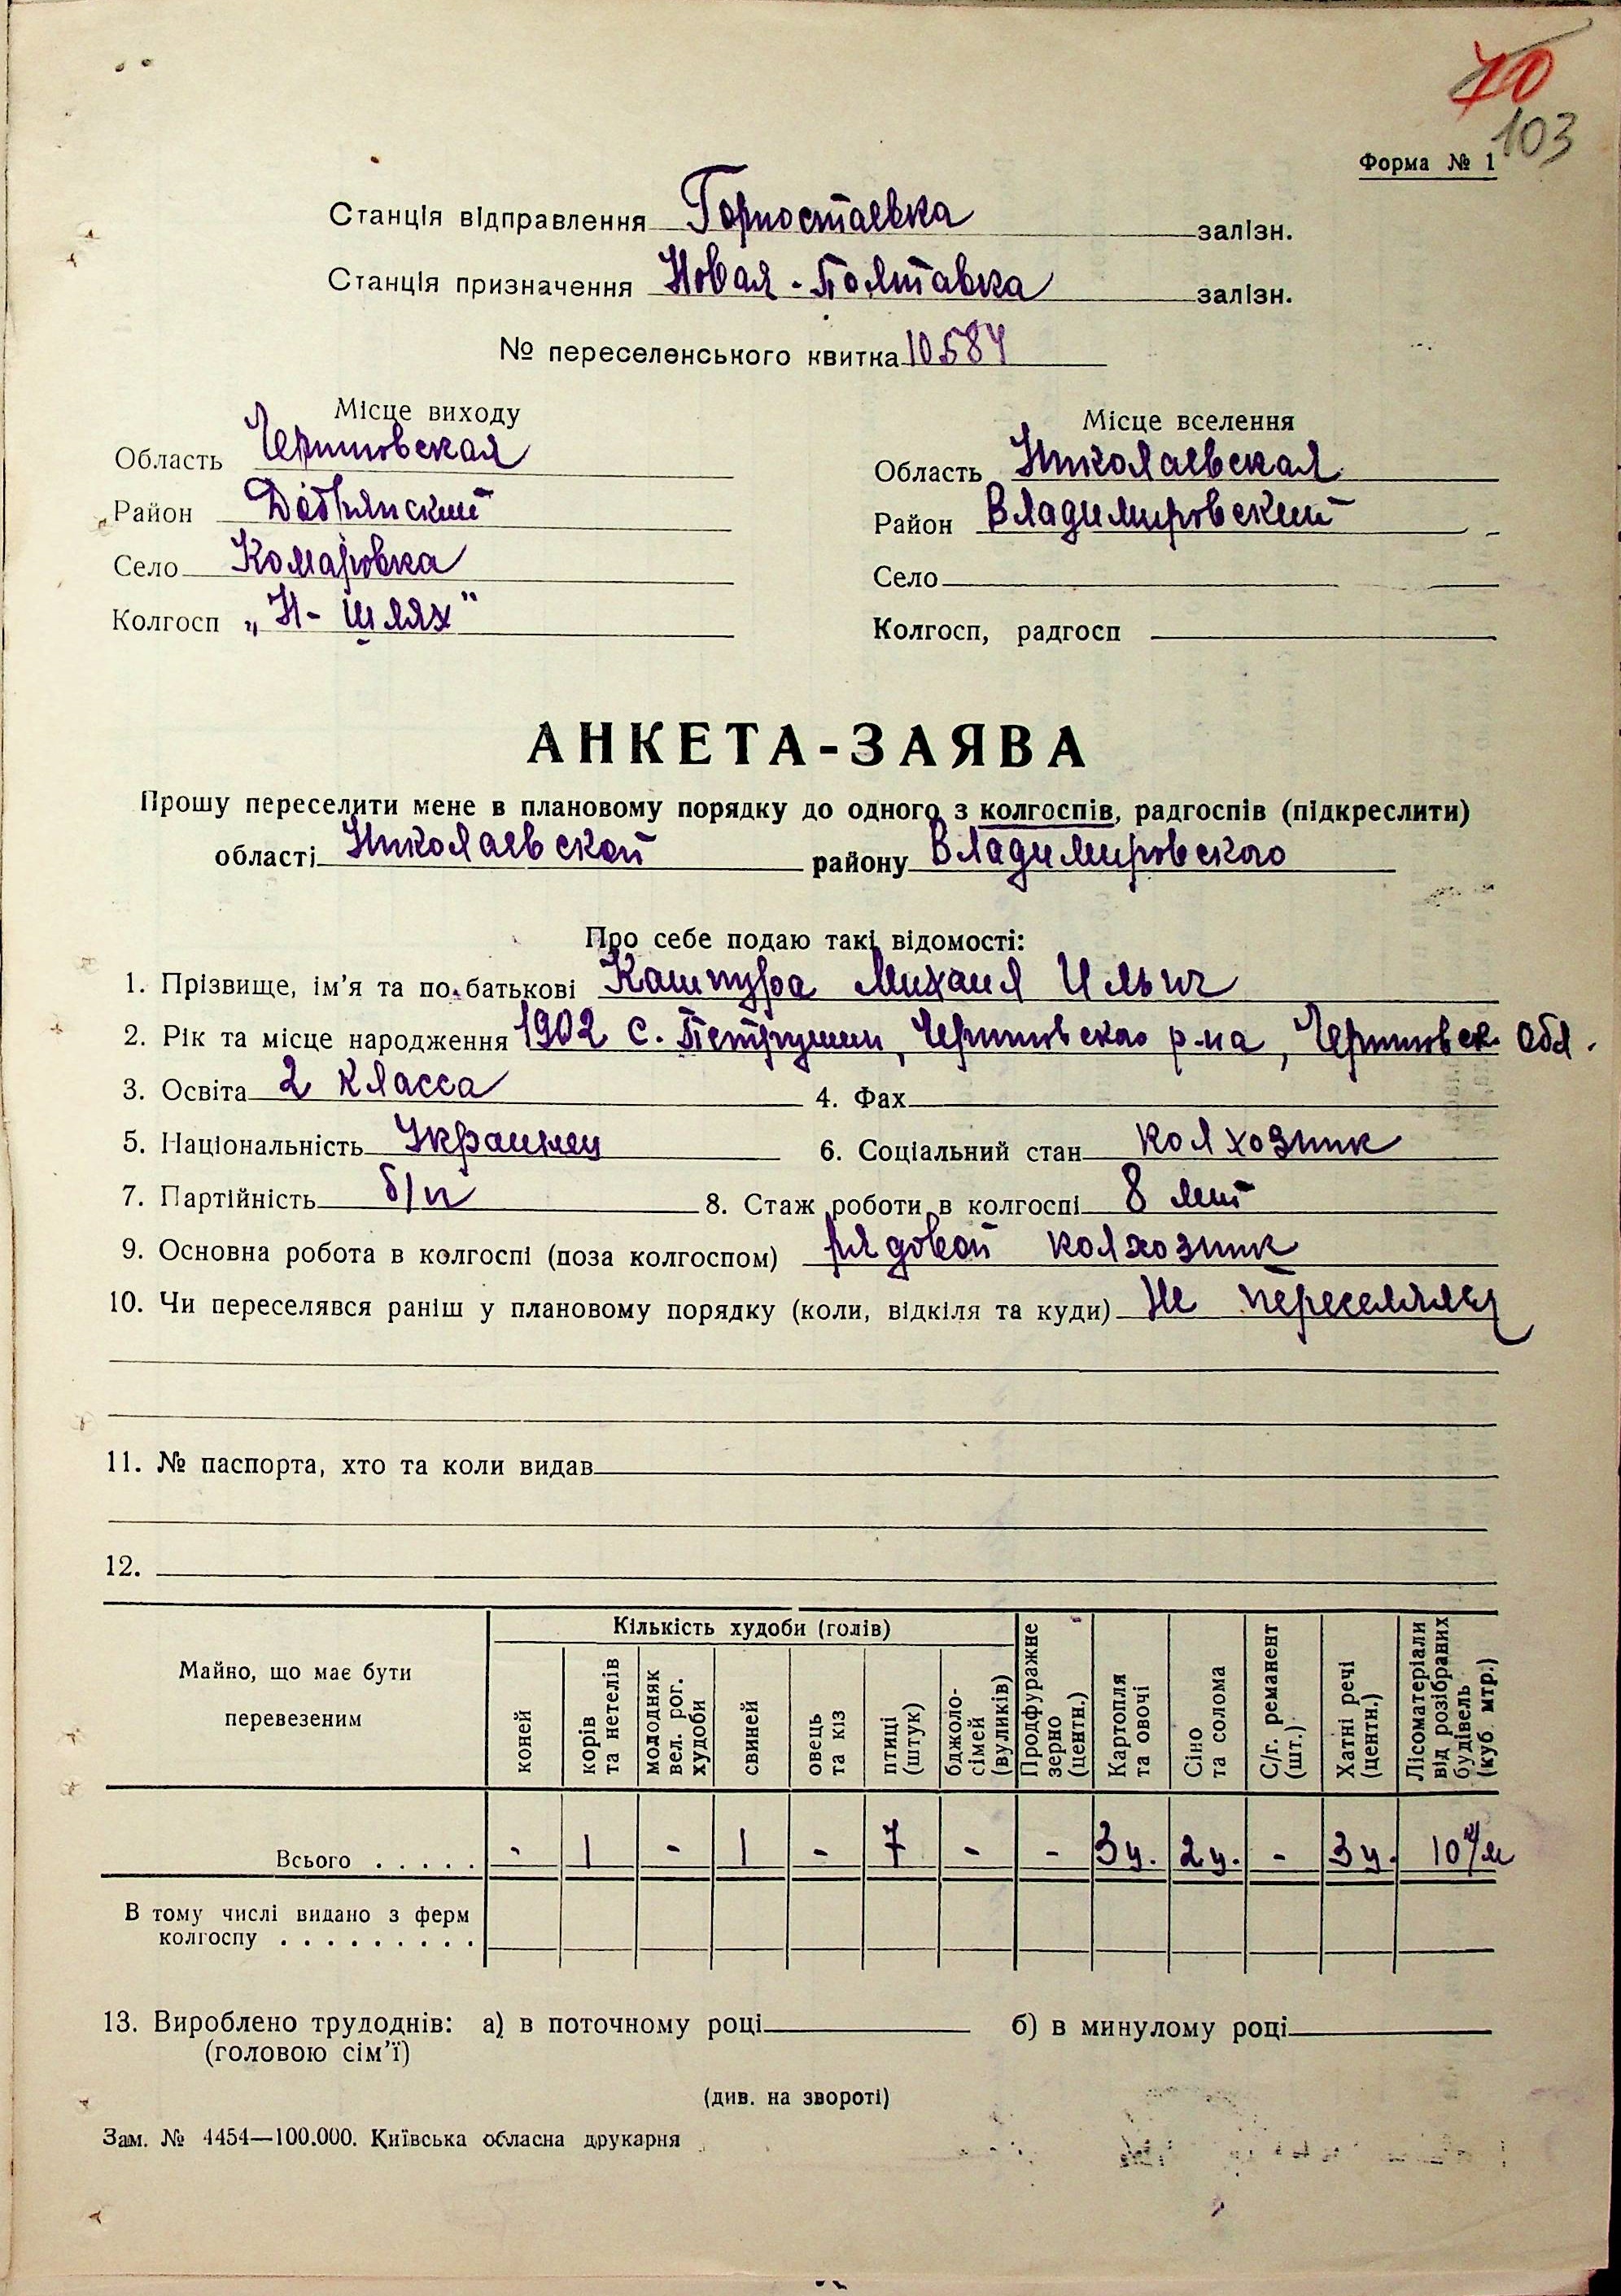 70
103
Форма № 1
Станція відправлення Горностаевка залізн.
Станція призначення Новая-Полтавка залізн.
№ переселенського квитка 10584
Місце виходу
Область Черниговская
Район Добрянский
Село Комаровка
Колгосп „Н-шлях"
Місце вселення
Область Николаевская
Район Владимировский
Село
Колгосп, радгосп
АНКЕТА-ЗАЯВА
Прошу переселити мене в плановому порядку до одного з колгоспів, радгоспів (підкреслити)
області Николаевской району Владимировского
Про себе подаю такі відомості:
1. Прізвище, ім'я та по батькові Кашпура Михаил Ильич
2. Рік та місце народження 1902 с. Петрушин, Черниговского р-на, Черниговск. обл.
3. Освіта 2 класса 4. Фах
5. Національність Украинец 6. Соціальний стан колхозник
7. Партійність б/п 8. Стаж роботи в колгоспі 8 лет
9. Основна робота в колгоспі (поза колгоспом) рядовой колхозник
10. Чи переселявся раніш у плановому порядку (коли, відкіля та куди) Не переселялся
11. № паспорта, хто та коли видав
12.
Майно, що має бути перевезеним
Кількість худоби (голів)
коней
корів та нетелів
молодняк вел. рог. худоби
свиней
овець та кіз
птиці (штук)
бджоло-сімей (вуликів)
Продфуражне зерно (центн.)
Картопля та овочі
Сіно та солома
С/г. реманент (шт.)
Хатні речі (центн.)
Лісоматеріали від розібраних будівель (куб. мтр.)
Всього . . . . . - 1 - 1 - 7 - - 3 ц. 2 ц. - 3 ц. 10
В тому числі видано з ферм
колгоспу . . . . . . . . .
13. Вироблено трудоднів: а) в поточному році б) в минулому році
(головою сім'ї)
(див. на звороті)
Зам. № 4454—100.000. Київська обласна друкарня